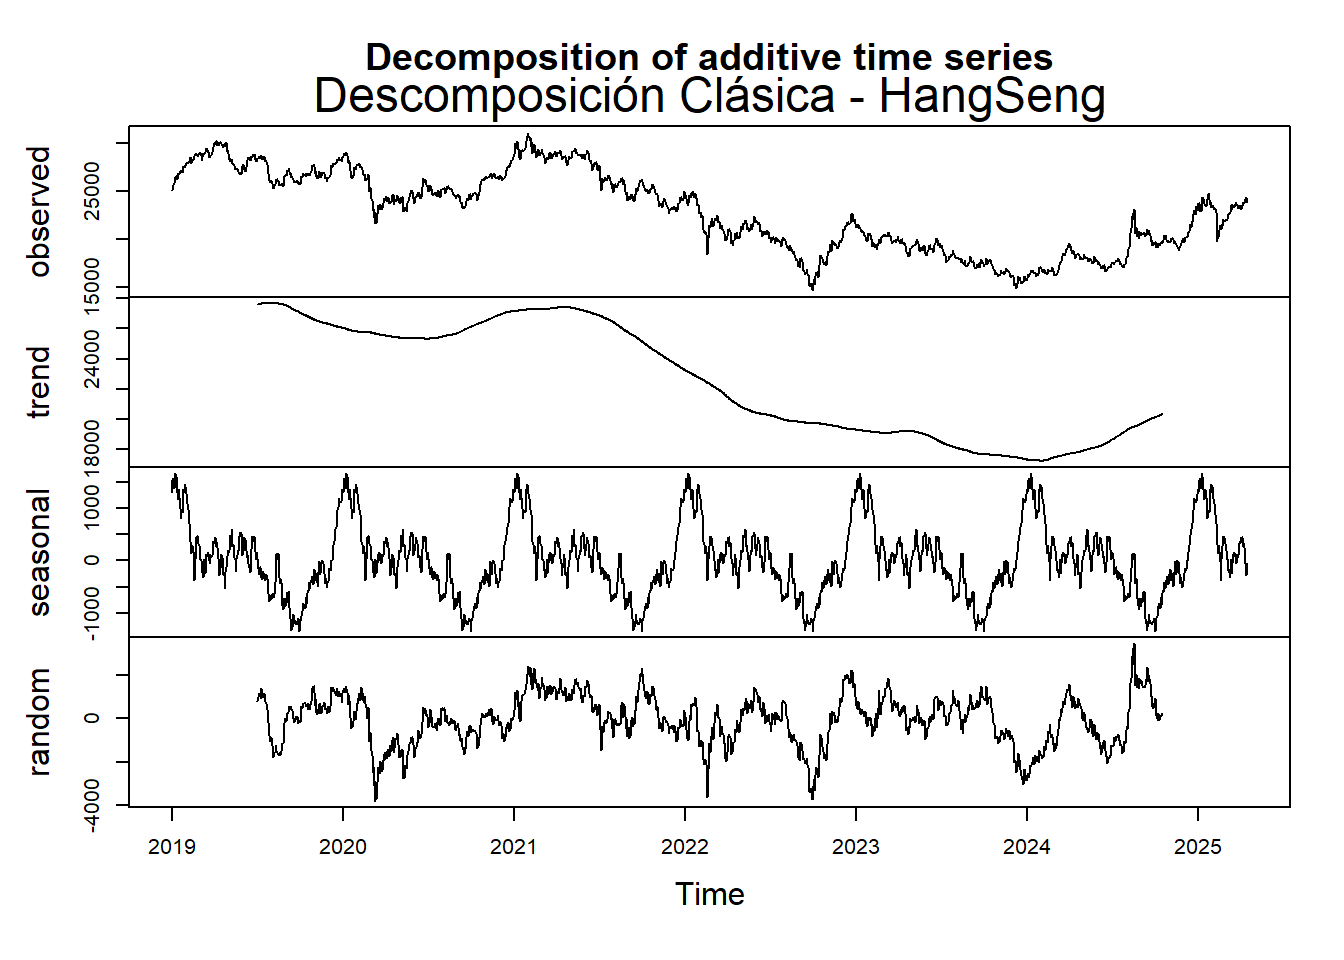 Decomposition of additive time series
Descomposición Clásica - HangSeng
observed
25000
15000
trend
24000
18000
seasonal
1000
0
-1000
random
0
-4000
2019 2020 2021 2022 2023 2024 2025
Time